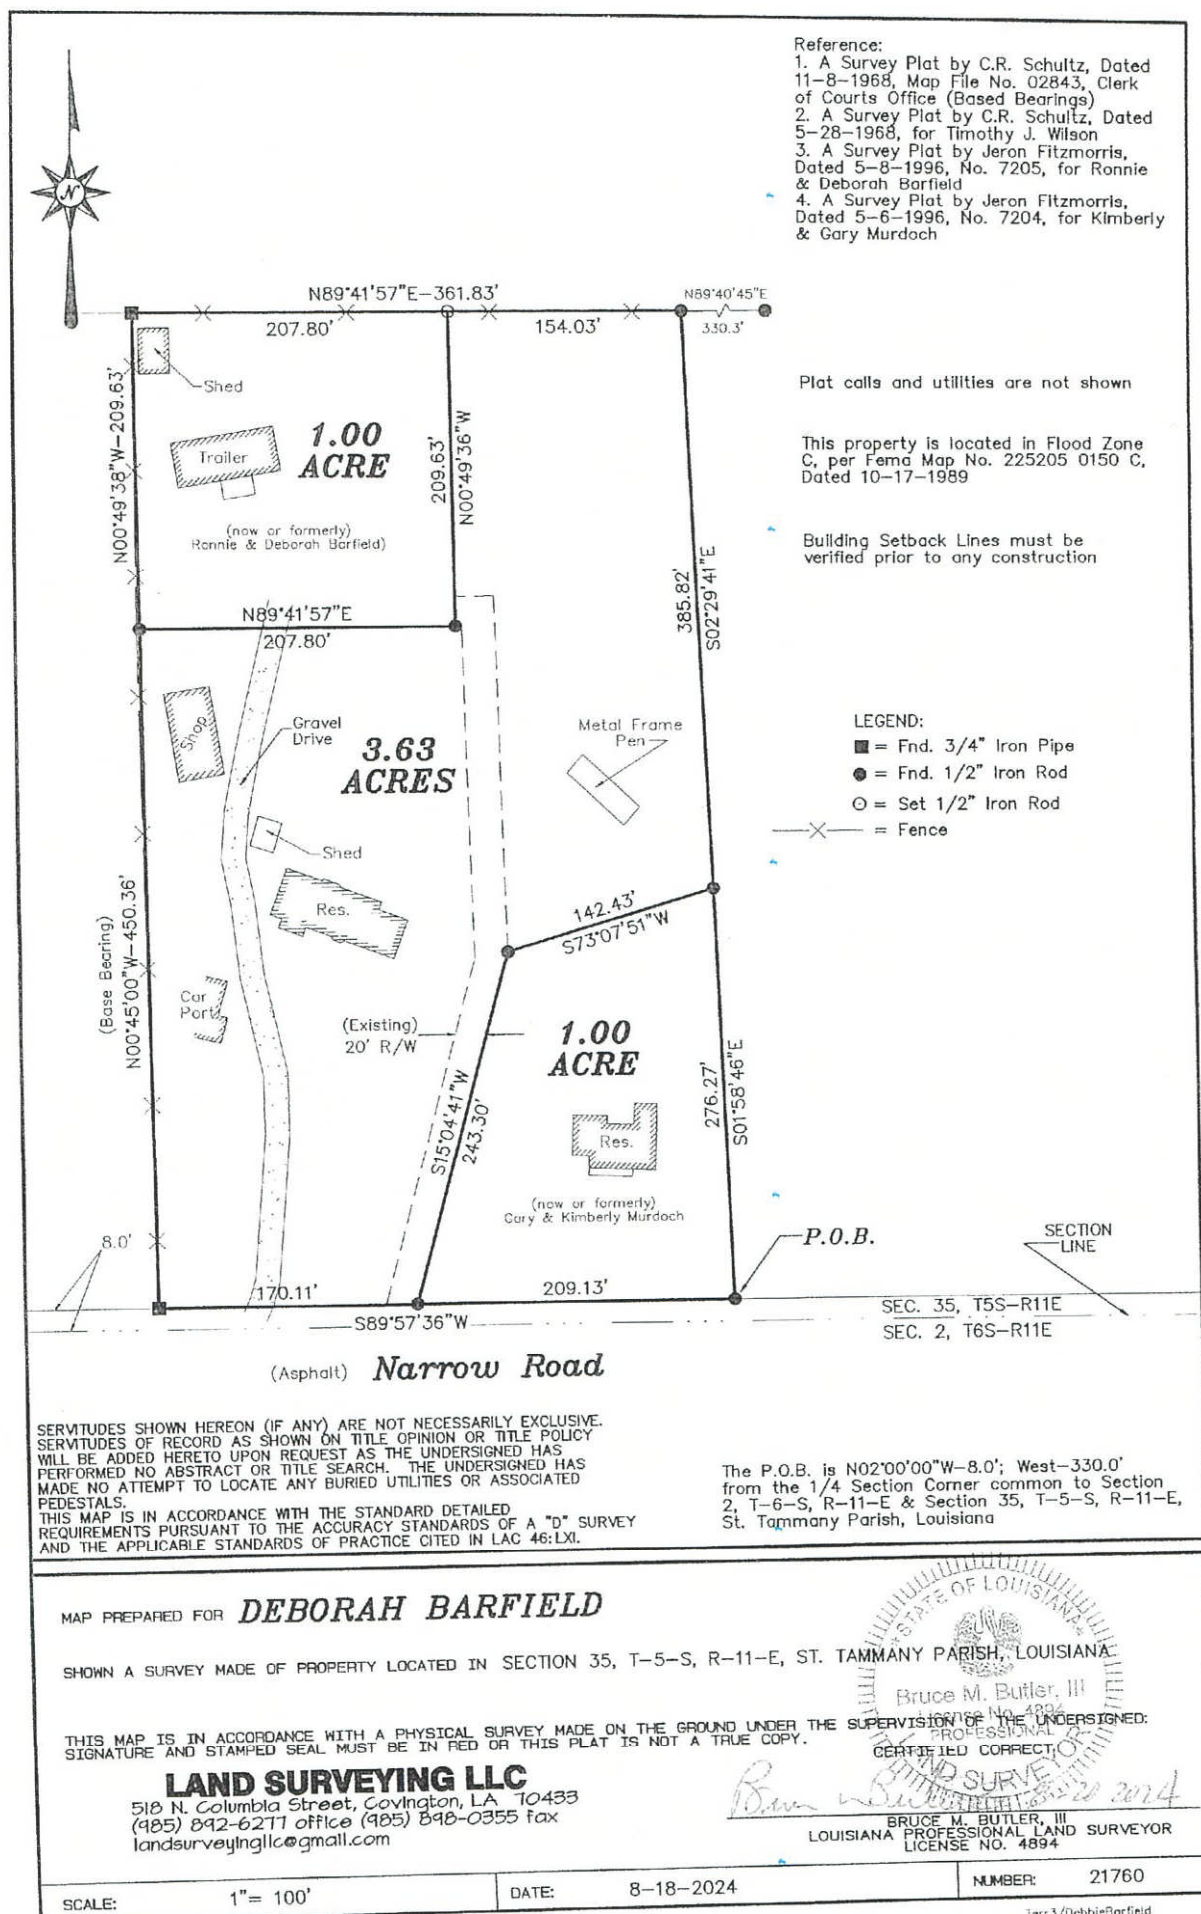 Reference:
1. A Survey Plat by C.R. Schultz, Dated
11-8-1968, Map File No. 02843, Clerk
of Courts Office (Based Bearings)
2. A Survey Plat by C.R. Schultz, Dated
5-28-1968, for Timothy J. Wilson
3. A Survey Plat by Jeron Fitzmorris,
Dated 5-8-1996, No. 7205, for Ronnie
& Deborah Barfield
4. A Survey Plat by Jeron Fitzmorris,
Dated 5-6-1996, No. 7204, for Kimberly
& Gary Murdoch
N
N89°41'57"E-361.83'
N89°40'45"E
207.80'
154.03'
330.3'
Shed
N00°49'38"W-209.63'
Trailer
1.00
ACRE
209.63'
N00°49'36"W
(now or formerly)
Ronnie & Deborah Barfield)
Plat calls and utilities are not shown
This property is located in Flood Zone
C, per Fema Map No. 225205 0150 C,
Dated 10-17-1989
Building Setback Lines must be
verified prior to any construction
N89°41'57"E
207.80'
385.82'
S02°29'41"E
Shop
Gravel
Drive
3.63
ACRES
Metal Frame
Pen
LEGEND:
= Fnd. 3/4" Iron Pipe
= Fnd. 1/2" Iron Rod
= Set 1/2" Iron Rod
= Fence
Shed
Res.
142.43'
S73°07'51"W
(Base Bearing)
N00°45'00"W-450.36'
Car
Port
(Existing)
20' R/W
1.00
ACRE
S15°04'41"W
243.30'
276.27'
S01°58'46"E
Res.
(now or formerly)
Gary & Kimberly Murdoch
8.0'
P.O.B.
SECTION
LINE
170.11'
209.13'
S89°57'36"W
SEC. 35, T5S-R11E
SEC. 2, T6S-R11E
(Asphalt) Narrow Road
SERVITUDES SHOWN HEREON (IF ANY) ARE NOT NECESSARILY EXCLUSIVE.
SERVITUDES OF RECORD AS SHOWN ON TITLE OPINION OR TITLE POLICY
WILL BE ADDED HERETO UPON REQUEST AS THE UNDERSIGNED HAS
PERFORMED NO ABSTRACT OR TITLE SEARCH. THE UNDERSIGNED HAS
MADE NO ATTEMPT TO LOCATE ANY BURIED UTILITIES OR ASSOCIATED
PEDESTALS.
THIS MAP IS IN ACCORDANCE WITH THE STANDARD DETAILED
REQUIREMENTS PURSUANT TO THE ACCURACY STANDARDS OF A "D" SURVEY
AND THE APPLICABLE STANDARDS OF PRACTICE CITED IN LAC 46:LXI.
The P.O.B. is N02°00'00"W-8.0'; West-330.0'
from the 1/4 Section Corner common to Section
2, T-6-S, R-11-E & Section 35, T-5-S, R-11-E,
St. Tammany Parish, Louisiana
MAP PREPARED FOR DEBORAH BARFIELD
SHOWN A SURVEY MADE OF PROPERTY LOCATED IN SECTION 35, T-5-S, R-11-E, ST. TAMMANY PARISH, LOUISIANA
STATE OF LOUISIANA
Bruce M. Butler, III
License No. 4894
PROFESSIONAL
LAND SURVEYOR
THIS MAP IS IN ACCORDANCE WITH A PHYSICAL SURVEY MADE ON THE GROUND UNDER THE SUPERVISION OF THE UNDERSIGNED:
SIGNATURE AND STAMPED SEAL MUST BE IN RED OR THIS PLAT IS NOT A TRUE COPY.
CERTIFIED CORRECT
LAND SURVEYING LLC
518 N. Columbia Street, Covington, LA 70433
(985) 892-6277 office (985) 898-0355 fax
landsurveyingllc@gmail.com
BRUCE M. BUTLER, III
LOUISIANA PROFESSIONAL LAND SURVEYOR
LICENSE NO. 4894
SCALE: 1"= 100'
DATE: 8-18-2024
NUMBER: 21760